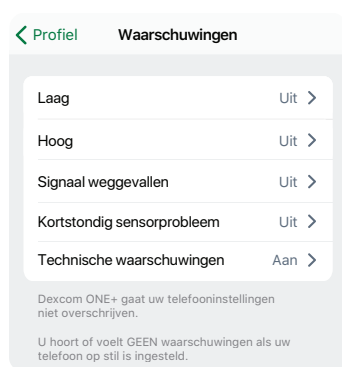 Profiel Waarschuwingen
Laag Uit
Hoog Uit
Signaal weggevallen Uit
Kortstondig sensorprobleem Uit
Technische waarschuwingen Aan
Dexcom ONE+ gaat uw telefooninstellingen
niet overschrijven.
U hoort of voelt GEEN waarschuwingen als uw
telefoon op stil is ingesteld.